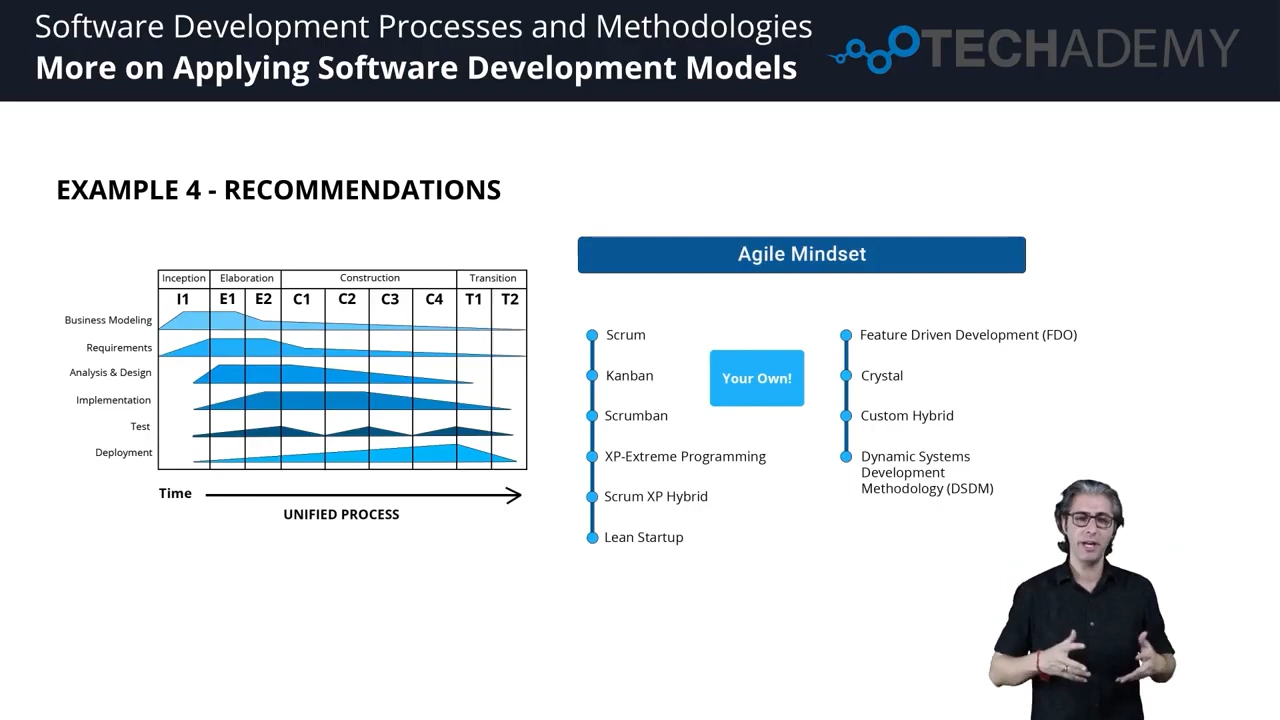 Software Development Processes and Methodologies
More on Applying Software Development Models
TECHADEMY
EXAMPLE 4 - RECOMMENDATIONS
Inception Elaboration Construction Transition
I1 E1 E2 C1 C2 C3 C4 T1 T2
Business Modeling
Requirements
Analysis & Design
Implementation
Test
Deployment
Time
UNIFIED PROCESS
Agile Mindset
Scrum
Kanban
Scrumban
XP-Extreme Programming
Scrum XP Hybrid
Lean Startup
Your Own!
Feature Driven Development (FDO)
Crystal
Custom Hybrid
Dynamic Systems
Development
Methodology (DSDM)